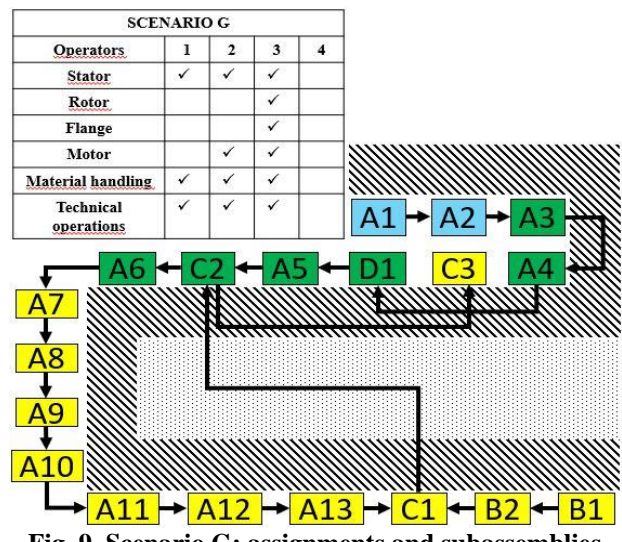 SCENARIO G
Operators 1 2 3 4
Stator ✓ ✓ ✓
Rotor ✓
Flange ✓
Motor ✓ ✓
Material handling ✓ ✓ ✓
Technical ✓ ✓ ✓
operations
A1 A2 A3
A6 C2 A5 D1 C3 A4
A7
A8
A9
A10
A11 A12 A13 C1 B2 B1
Fig. 9. Scenario G: assignments and subassemblies